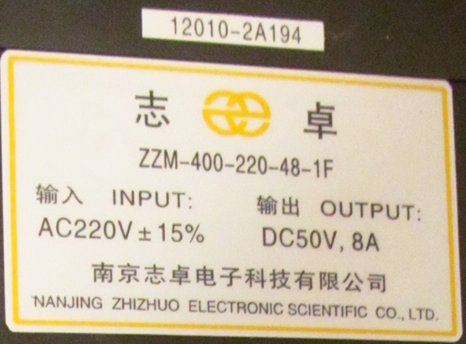 12010-2A194
志 卓
ZZM-400-220-48-1F
输入 INPUT: 输出 OUTPUT:
AC220V±15% DC50V, 8A
南京志卓电子科技有限公司
NANJING ZHIZHUO ELECTRONIC SCIENTIFIC CO., LTD.